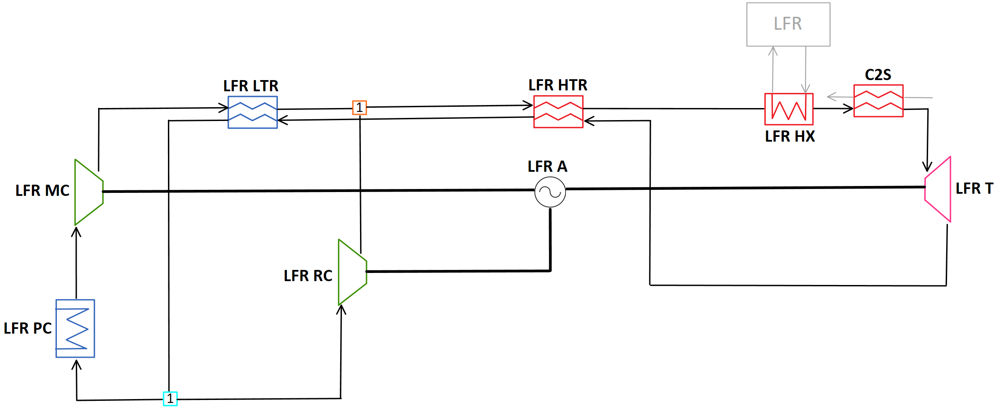 LFR
C2S
LFR LTR
LFR HTR
1
LFR HX
LFR A
LFR MC
LFR T
LFR RC
LFR PC
1